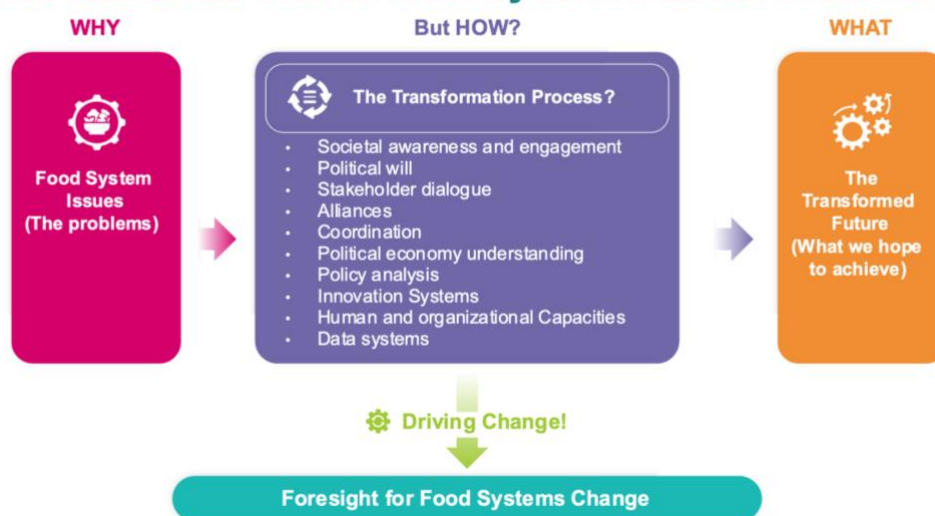 WHY
Food System
Issues
(The problems)
But HOW?
The Transformation Process?
• Societal awareness and engagement
• Political will
• Stakeholder dialogue
• Alliances
• Coordination
• Political economy understanding
• Policy analysis
• Innovation Systems
• Human and organizational Capacities
• Data systems
WHAT
The
Transformed
Future
(What we hope
to achieve)
Driving Change!
Foresight for Food Systems Change